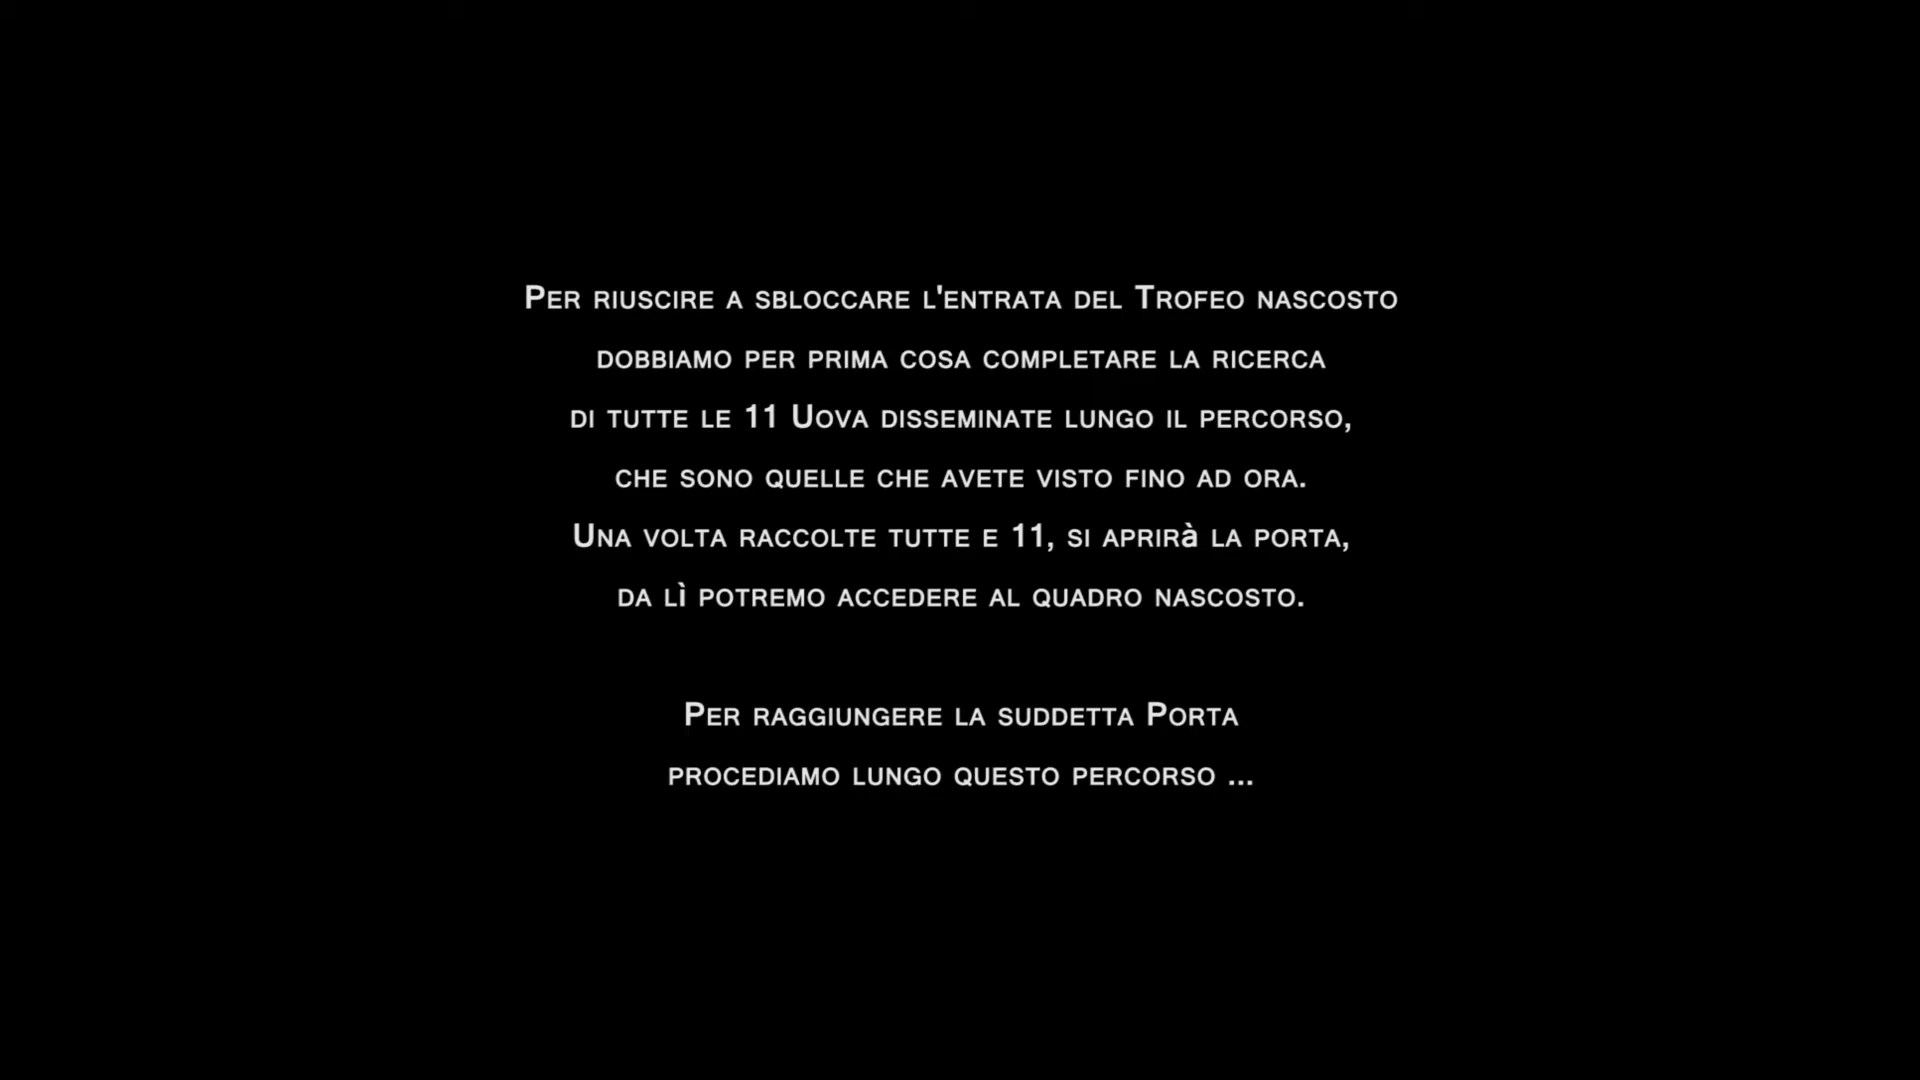 Per riuscire a sbloccare l'entrata del Trofeo nascosto
dobbiamo per prima cosa completare la ricerca
di tutte le 11 Uova disseminate lungo il percorso,
che sono quelle che avete visto fino ad ora.
Una volta raccolte tutte e 11, si aprirà la porta,
da lì potremo accedere al quadro nascosto.
Per raggiungere la suddetta Porta
procediamo lungo questo percorso ...